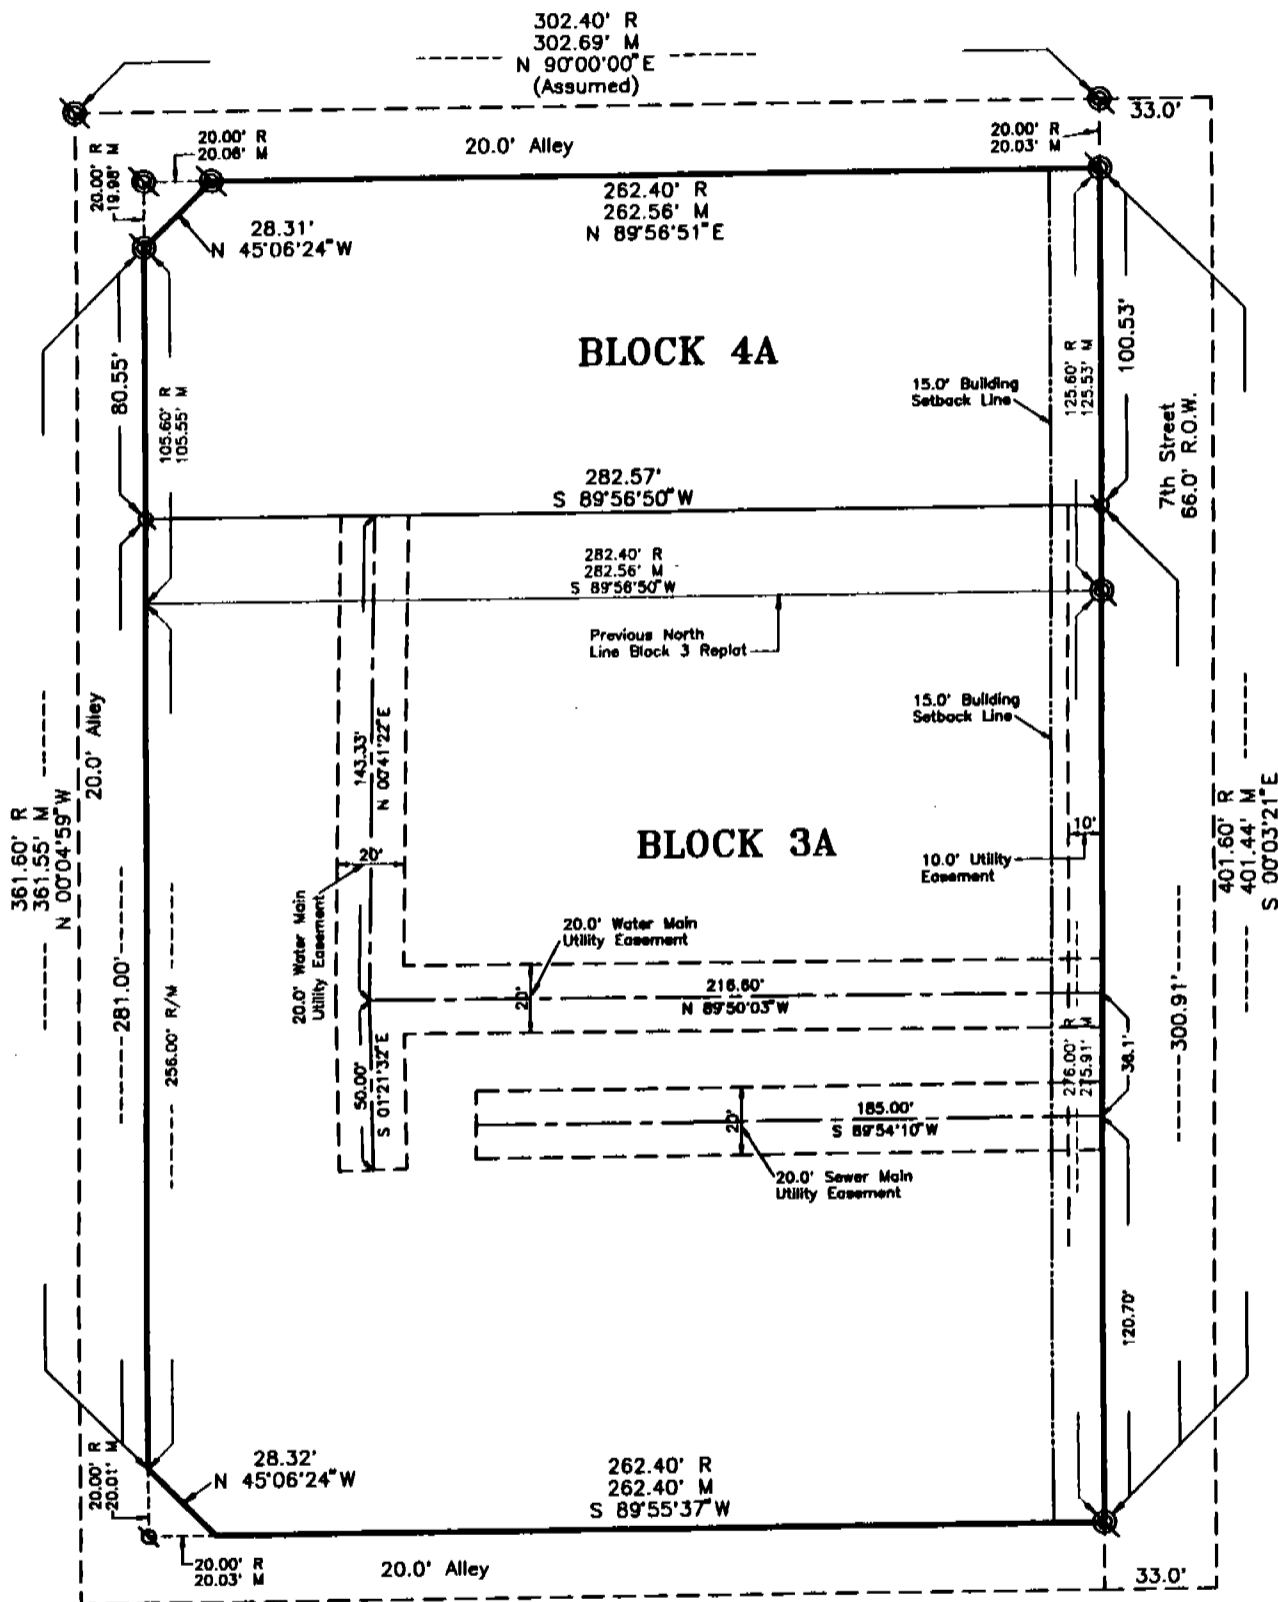 302.40' R
302.69' M
N 90°00'00"E
(Assumed)
33.0'
20.00' R
19.98' M
20.00' R
20.06' M
20.0' Alley
20.00' R
20.03' M
262.40' R
262.56' M
N 89°56'51"E
28.31'
N 45°06'24"W
80.55'
105.60' R
105.55' M
BLOCK 4A
15.0' Building
Setback Line
125.60' R
125.53' M
100.53'
7th Street
66.0' R.O.W.
282.57'
S 89°56'50"W
282.40' R
282.56' M
S 89°56'50"W
Previous North
Line Block 3 Replat
15.0' Building
Setback Line
20.0' Alley
361.60' R
361.55' M
N 00°04'59"W
143.33'
N 00°41'22"E
BLOCK 3A
10'
10.0' Utility
Easement
401.60' R
401.44' M
S 00°03'21"E
20'
20.0' Water Main
Utility Easement
20.0' Water Main
Utility Easement
281.00'
256.00' R/M
20'
216.60'
N 89°50'03"W
50.00'
S 01°21'32"E
276.00' R
275.91' M
38.1'
300.91'
20'
185.00'
S 89°54'10"W
20.0' Sewer Main
Utility Easement
120.70'
28.32'
N 45°06'24"W
20.00' R
20.01' M
262.40' R
262.40' M
S 89°55'37"W
20.00' R
20.03' M
20.0' Alley
33.0'